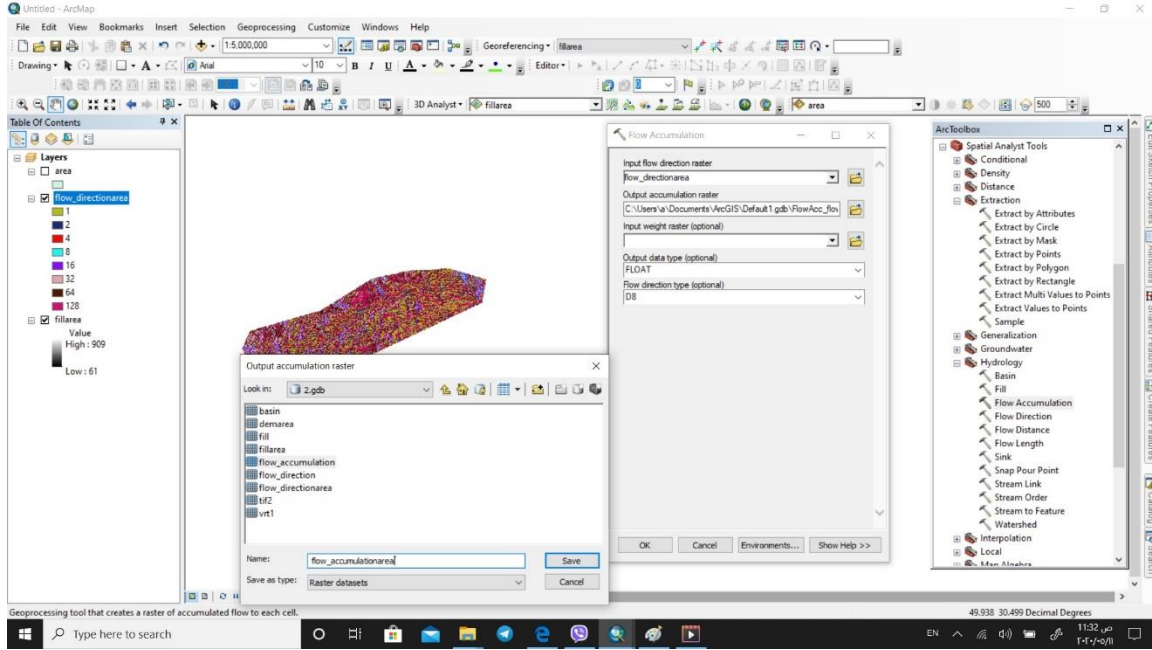 Untitled - ArcMap
File Edit View Bookmarks Insert Selection Geoprocessing Customize Windows Help
1:5,000,000 Georeferencing fillarea
Drawing Arial 10 B I U A Editor
3D Analyst fillarea area 500
Table Of Contents
Layers
area
flow_directionarea
1
2
4
8
16
32
64
128
fillarea
Value
High : 909
Low : 61
Flow Accumulation
Input flow direction raster
flow_directionarea
Output accumulation raster
C:\Users\a\Documents\ArcGIS\Default1.gdb\FlowAcc_flov
Input weight raster (optional)
Output data type (optional)
FLOAT
Flow direction type (optional)
D8
OK Cancel Environments... Show Help >>
Output accumulation raster
Look in: 2.gdb
basin
demarea
fill
fillarea
flow_accumulation
flow_direction
flow_directionarea
tif2
vrt1
Name: flow_accumulationarea Save
Save as type: Raster datasets Cancel
ArcToolbox
Spatial Analyst Tools
Conditional
Density
Distance
Extraction
Extract by Attributes
Extract by Circle
Extract by Mask
Extract by Points
Extract by Polygon
Extract by Rectangle
Extract Multi Values to Points
Extract Values to Points
Sample
Generalization
Groundwater
Hydrology
Basin
Fill
Flow Accumulation
Flow Direction
Flow Distance
Flow Length
Sink
Snap Pour Point
Stream Link
Stream Order
Stream to Feature
Watershed
Interpolation
Local
Map Algebra
Geoprocessing tool that creates a raster of accumulated flow to each cell.
49.938 30.499 Decimal Degrees
Type here to search
EN
11:32 ص
٢٠٢٠/٠٥/١١